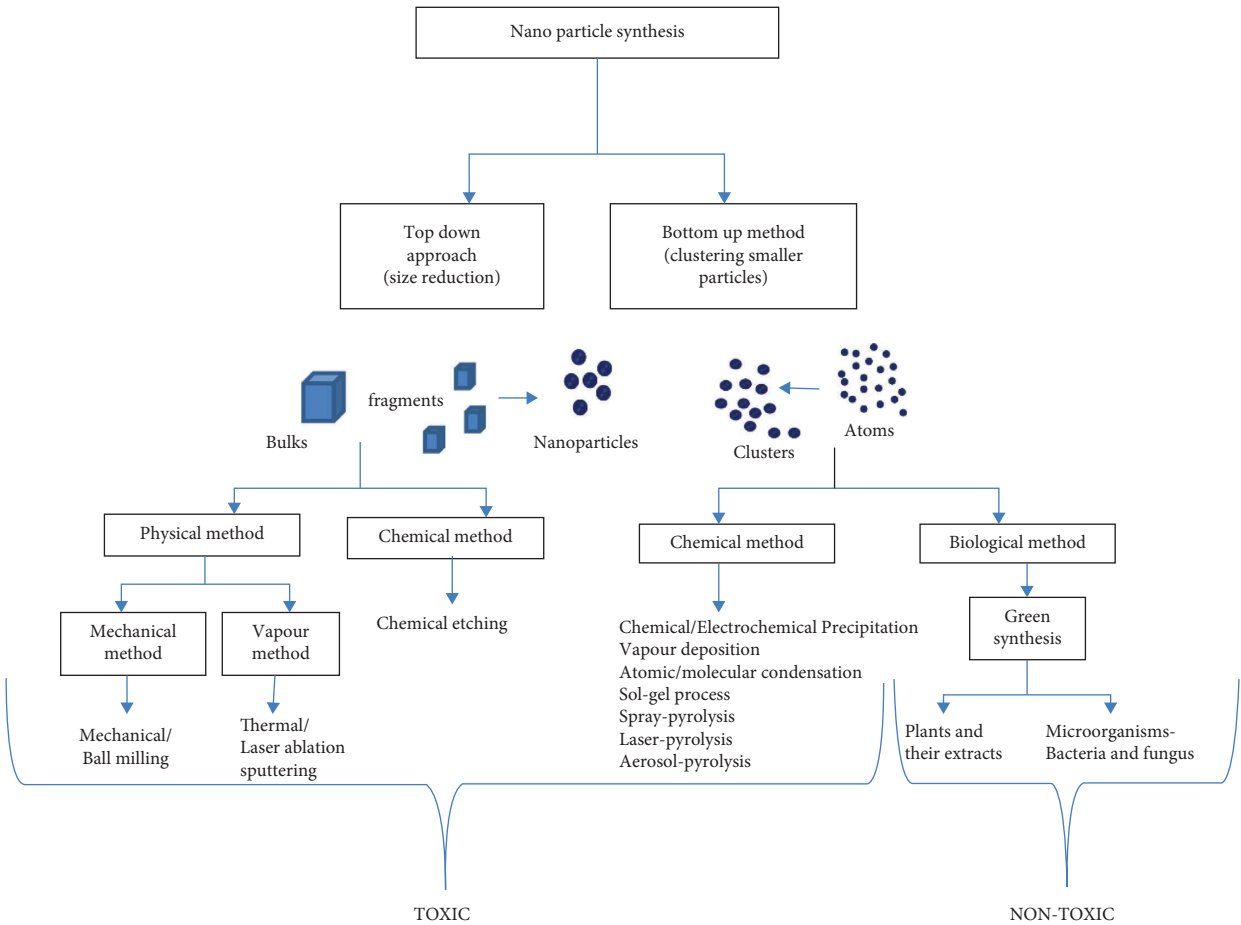 Nano particle synthesis
Top down
approach
(size reduction)
Bottom up method
(clustering smaller
particles)
Bulks
fragments
Nanoparticles
Clusters
Atoms
Physical method
Chemical method
Chemical method
Biological method
Mechanical
method
Vapour
method
Chemical etching
Green
synthesis
Mechanical/
Ball milling
Thermal/
Laser ablation
sputtering
Chemical/Electrochemical Precipitation
Vapour deposition
Atomic/molecular condensation
Sol-gel process
Spray-pyrolysis
Laser-pyrolysis
Aerosol-pyrolysis
Plants and
their extracts
Microorganisms-
Bacteria and fungus
TOXIC
NON-TOXIC